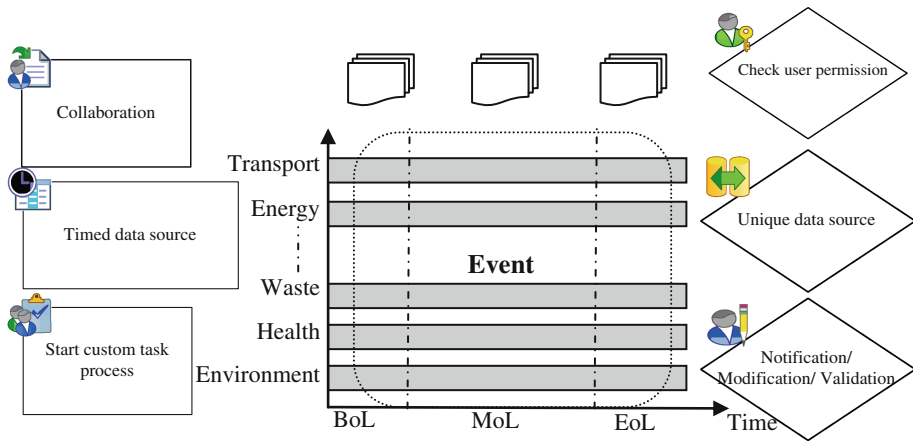 Collaboration
Timed data source
Start custom task
process
Transport
Energy
Event
Waste
Health
Environment
BoL
MoL
EoL
Time
Check user permission
Unique data source
Notification/
Modification/ Validation